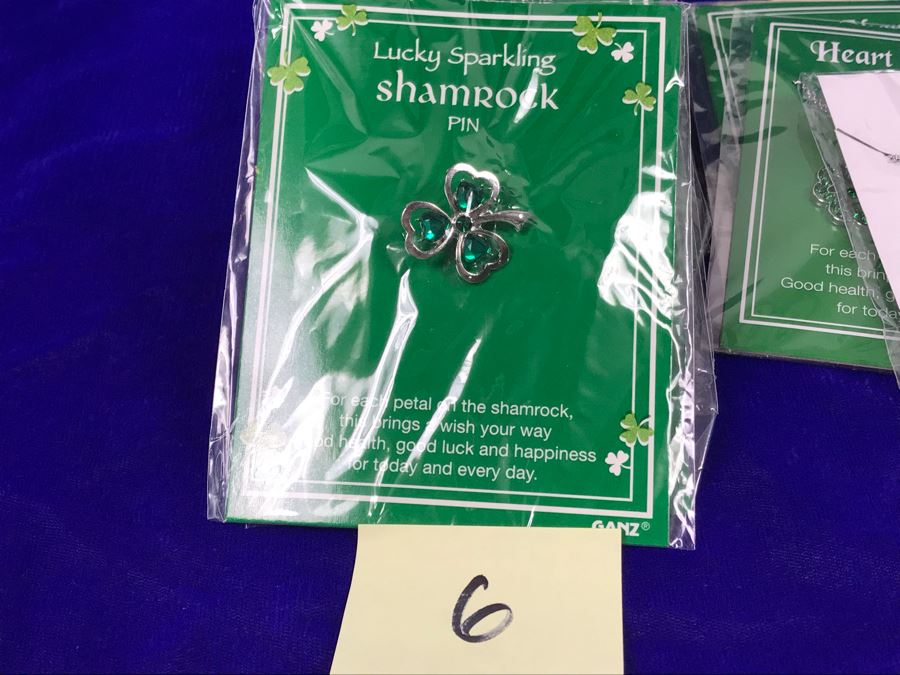 Lucky Sparkling
shamrock
PIN
For each petal on the shamrock,
this brings a wish your way
good health, good luck and happiness
for today and every day.
GANZ®
6
Heart
For each
this brin
Good health, g
for toda